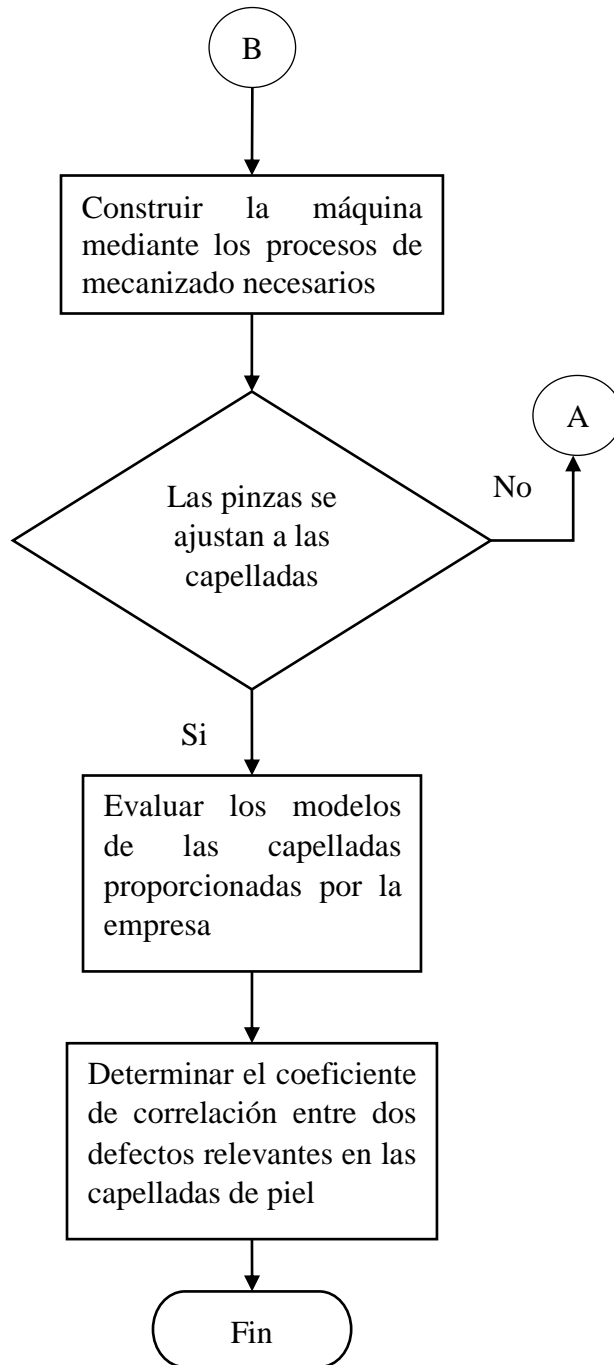 B
Construir la máquina
mediante los procesos de
mecanizado necesarios
A
No
Las pinzas se
ajustan a las
capelladas
Si
Evaluar los modelos
de las capelladas
proporcionadas por la
empresa
Determinar el coeficiente
de correlación entre dos
defectos relevantes en las
capelladas de piel
Fin